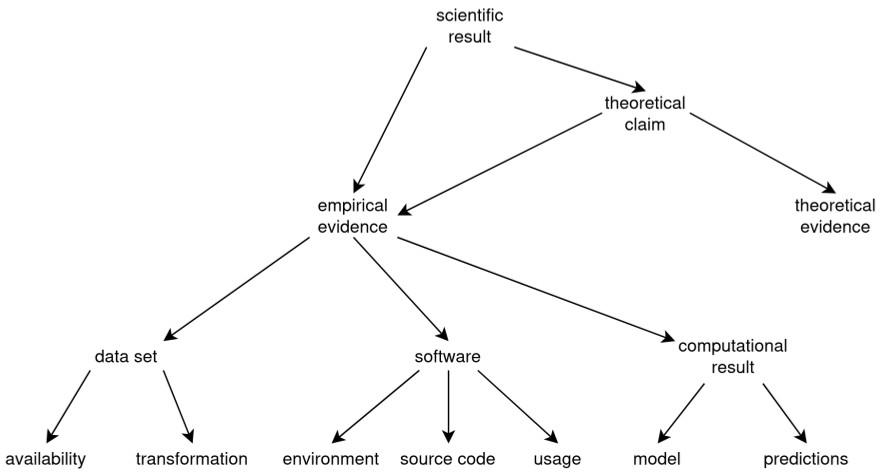 scientific
result
theoretical
claim
empirical
evidence
theoretical
evidence
data set
software
computational
result
availability
transformation
environment
source code
usage
model
predictions